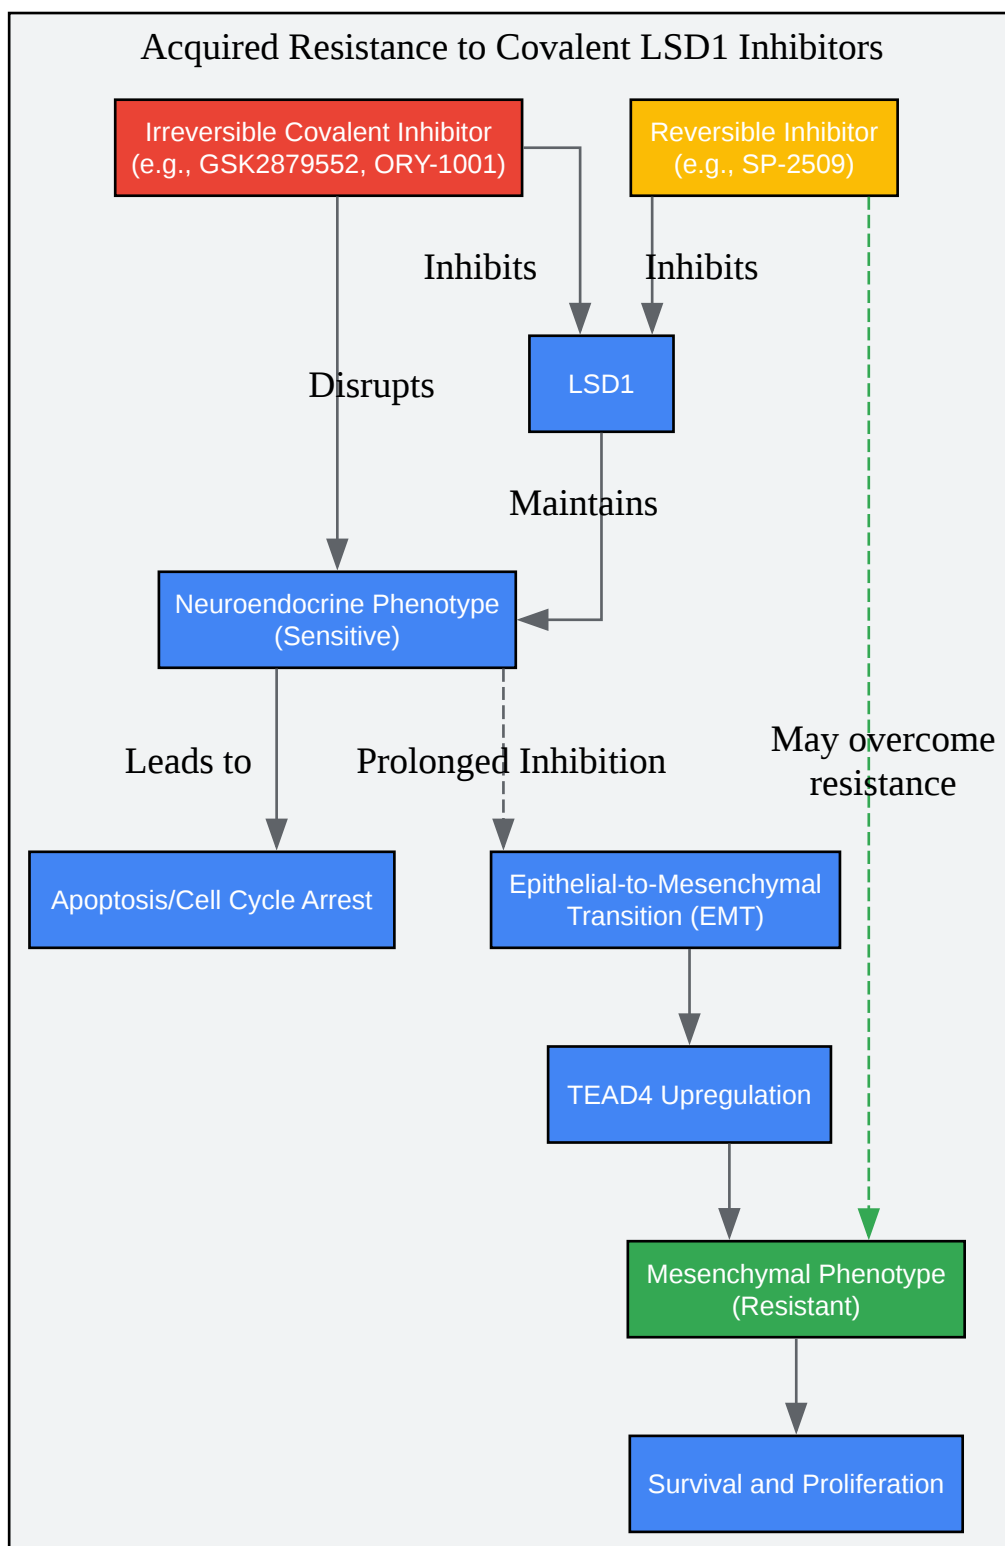 Acquired Resistance to Covalent LSD1 Inhibitors
Irreversible Covalent Inhibitor
(e.g., GSK2879552, ORY-1001)
Reversible Inhibitor
(e.g., SP-2509)
Inhibits
Inhibits
Disrupts
LSD1
Maintains
Neuroendocrine Phenotype
(Sensitive)
Leads to
Prolonged Inhibition
May overcome
resistance
Apoptosis/Cell Cycle Arrest
Epithelial-to-Mesenchymal
Transition (EMT)
TEAD4 Upregulation
Mesenchymal Phenotype
(Resistant)
Survival and Proliferation